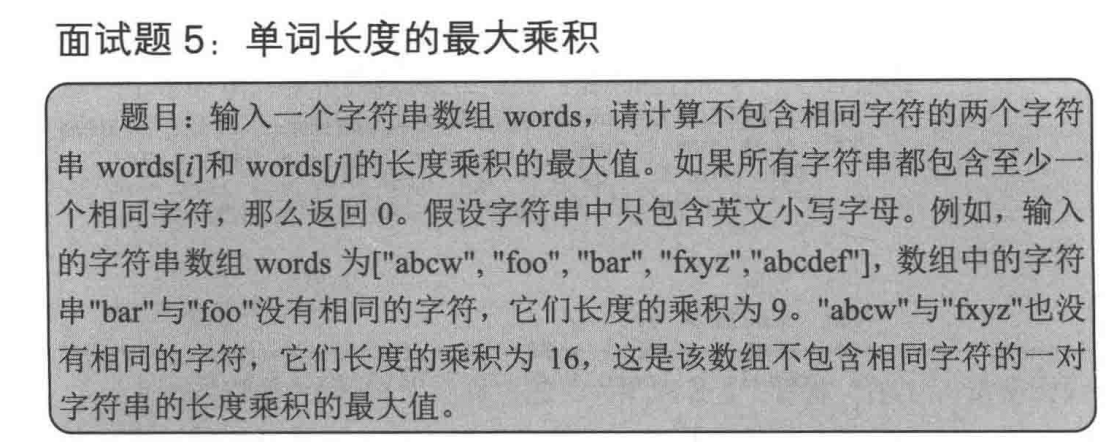 面试题 5：单词长度的最大乘积
题目：输入一个字符串数组 words，请计算不包含相同字符的两个字符
串 words[i]和 words[j]的长度乘积的最大值。如果所有字符串都包含至少一
个相同字符，那么返回 0。假设字符串中只包含英文小写字母。例如，输入
的字符串数组 words 为["abcw", "foo", "bar", "fxyz","abcdef"]，数组中的字符
串"bar"与"foo"没有相同的字符，它们长度的乘积为 9。"abcw"与"fxyz"也没
有相同的字符，它们长度的乘积为 16，这是该数组不包含相同字符的一对
字符串的长度乘积的最大值。